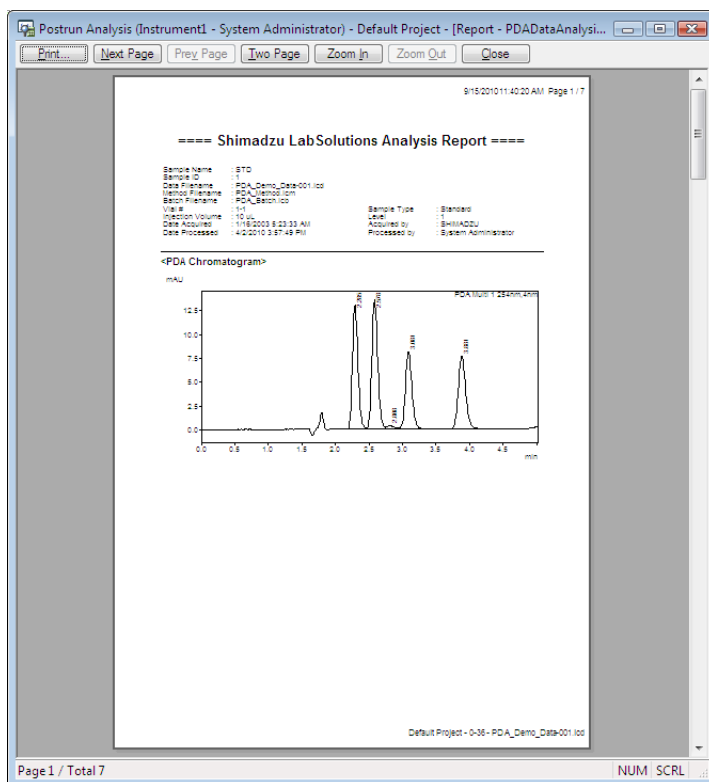 Postrun Analysis (Instrument1 - System Administrator) - Default Project - [Report - PDADataAnalysi...
Print... Next Page Prev Page Two Page Zoom In Zoom Out Close
9/15/2010 11:40:20 AM Page 1 / 7
==== Shimadzu LabSolutions Analysis Report ====
Sample Name : STD
Sample ID : 1
Data Filename : PDA_Demo_Data-001.lcd
Method Filename : PDA_Method.lcm
Batch Filename : PDA_Batch.lcb
Vial # : 1-1 Sample Type : Standard
Injection Volume : 10 uL Level : 1
Date Acquired : 1/16/2003 5:23:33 AM Acquired by : SHIMADZU
Date Processed : 4/2/2010 3:57:49 PM Processed by : System Administrator
<PDA Chromatogram>
mAU
PDA Multi 1 254nm,4nm
12.5
10.0
7.5
5.0
2.5
0.0
0.0 0.5 1.0 1.5 2.0 2.5 3.0 3.5 4.0 4.5
min
Default Project - 0-36 - PDA_Demo_Data-001.lcd
Page 1 / Total 7 NUM SCRL